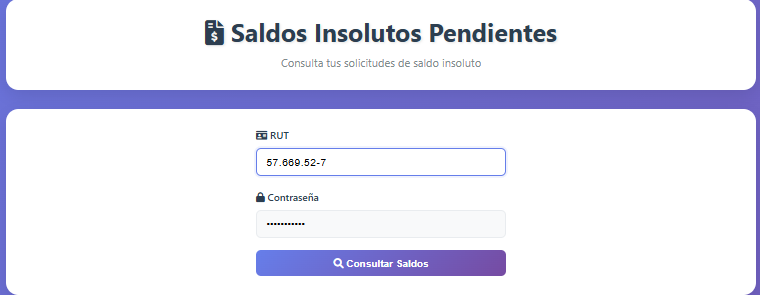 Saldos Insolutos Pendientes
Consulta tus solicitudes de saldo insoluto
RUT
57.669.52-7
Contraseña
•••••••••••
Consultar Saldos